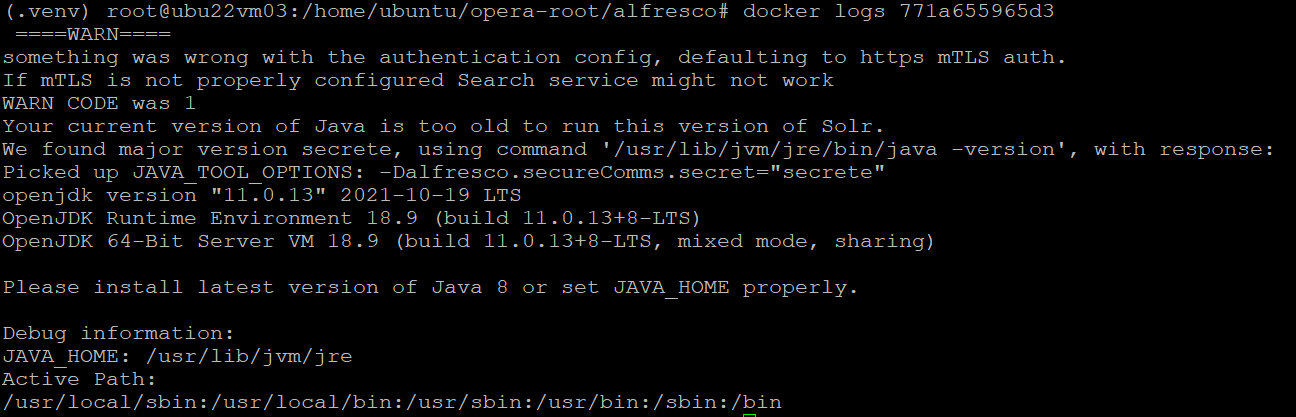 (.venv) root@ubu22vm03:/home/ubuntu/opera-root/alfresco# docker logs 771a655965d3
====WARN====
something was wrong with the authentication config, defaulting to https mTLS auth.
If mTLS is not properly configured Search service might not work
WARN CODE was 1
Your current version of Java is too old to run this version of Solr.
We found major version secrete, using command '/usr/lib/jvm/jre/bin/java -version', with response:
Picked up JAVA_TOOL_OPTIONS: -Dalfresco.secureComms.secret="secrete"
openjdk version "11.0.13" 2021-10-19 LTS
OpenJDK Runtime Environment 18.9 (build 11.0.13+8-LTS)
OpenJDK 64-Bit Server VM 18.9 (build 11.0.13+8-LTS, mixed mode, sharing)
Please install latest version of Java 8 or set JAVA_HOME properly.
Debug information:
JAVA_HOME: /usr/lib/jvm/jre
Active Path:
/usr/local/sbin:/usr/local/bin:/usr/sbin:/usr/bin:/sbin:/bin